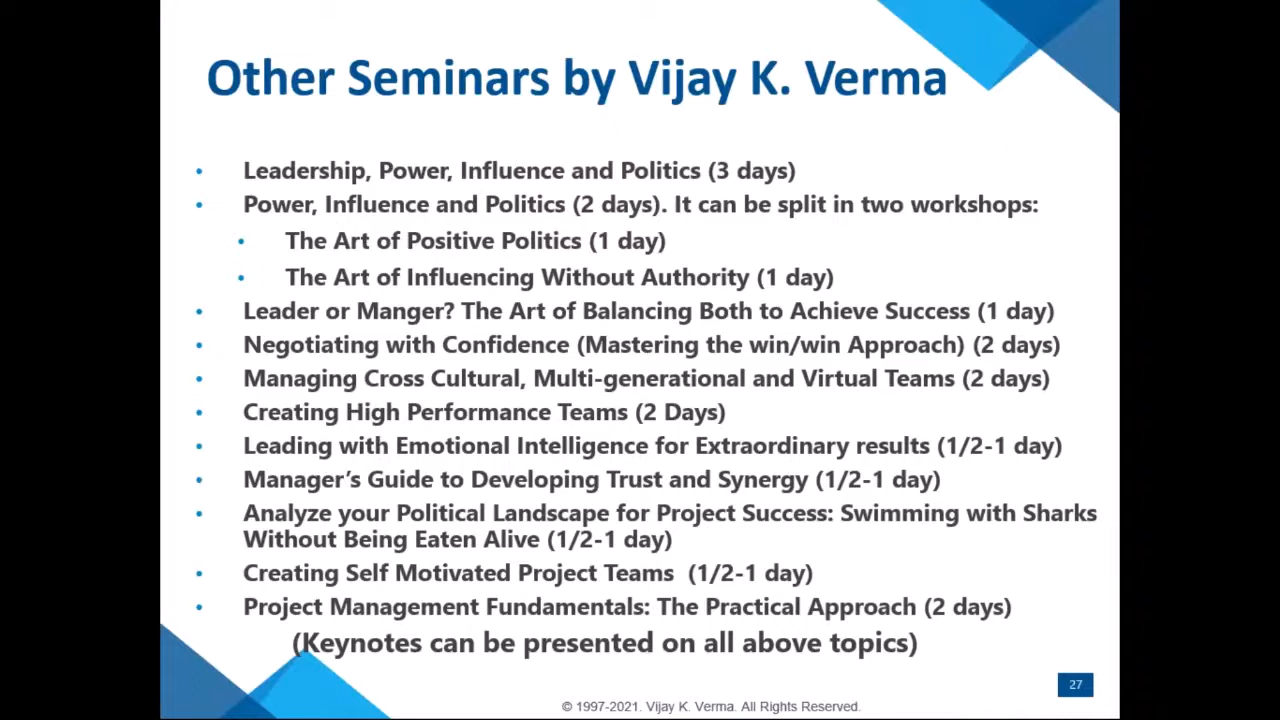 Other Seminars by Vijay K. Verma
• Leadership, Power, Influence and Politics (3 days)
• Power, Influence and Politics (2 days). It can be split in two workshops:
• The Art of Positive Politics (1 day)
• The Art of Influencing Without Authority (1 day)
• Leader or Manger? The Art of Balancing Both to Achieve Success (1 day)
• Negotiating with Confidence (Mastering the win/win Approach) (2 days)
• Managing Cross Cultural, Multi-generational and Virtual Teams (2 days)
• Creating High Performance Teams (2 Days)
• Leading with Emotional Intelligence for Extraordinary results (1/2-1 day)
• Manager’s Guide to Developing Trust and Synergy (1/2-1 day)
• Analyze your Political Landscape for Project Success: Swimming with Sharks
Without Being Eaten Alive (1/2-1 day)
• Creating Self Motivated Project Teams (1/2-1 day)
• Project Management Fundamentals: The Practical Approach (2 days)
(Keynotes can be presented on all above topics)
27
© 1997-2021. Vijay K. Verma. All Rights Reserved.